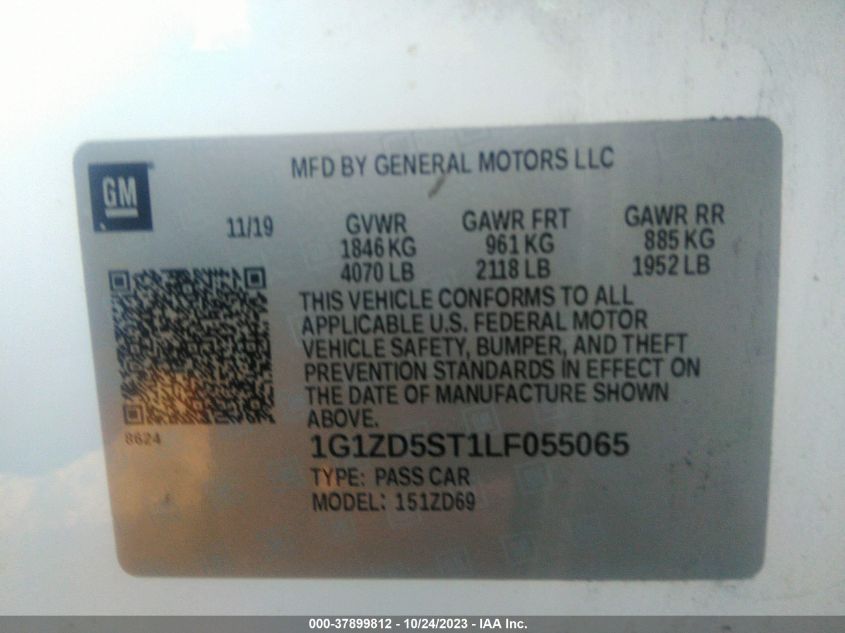 MFD BY GENERAL MOTORS LLC
GM
11/19 GVWR GAWR FRT GAWR RR
1846 KG 961 KG 885 KG
4070 LB 2118 LB 1952 LB
THIS VEHICLE CONFORMS TO ALL
APPLICABLE U.S. FEDERAL MOTOR
VEHICLE SAFETY, BUMPER, AND THEFT
PREVENTION STANDARDS IN EFFECT ON
THE DATE OF MANUFACTURE SHOWN
ABOVE.
8624
1G1ZD5ST1LF055065
TYPE: PASS CAR
MODEL: 151ZD69
000-37899812 - 10/24/2023 - IAA Inc.